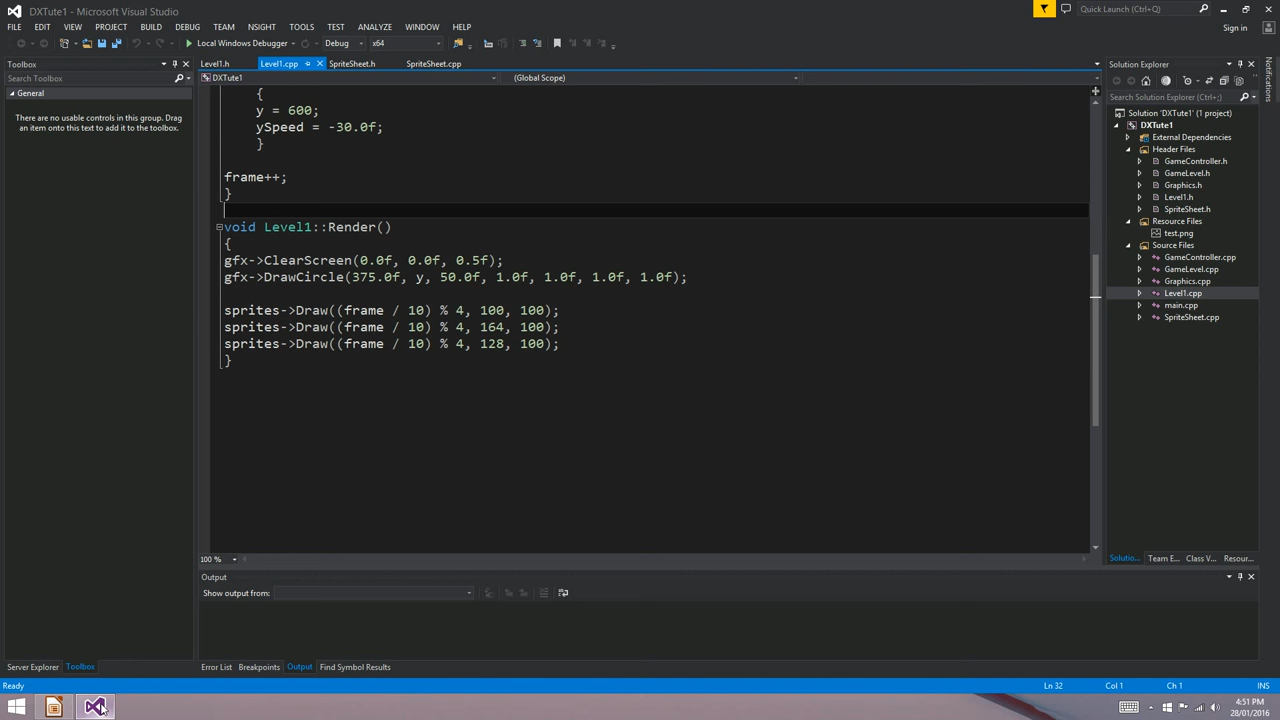 DXTute1 - Microsoft Visual Studio
Quick Launch (Ctrl+;)
FILE EDIT VIEW PROJECT BUILD DEBUG TEAM NSIGHT TOOLS TEST ANALYZE WINDOW HELP
Sign in
Local Windows Debugger Debug x64
Toolbox
Search Toolbox
General
There are no usable controls in this group. Drag
an item onto this text to add it to the toolbox.
Level1.h Level1.cpp SpriteSheet.h SpriteSheet.cpp
DXTute1 (Global Scope)
{
y = 600;
ySpeed = -30.0f;
}
frame++;
}
void Level1::Render()
{
gfx->ClearScreen(0.0f, 0.0f, 0.5f);
gfx->DrawCircle(375.0f, y, 50.0f, 1.0f, 1.0f, 1.0f, 1.0f);
sprites->Draw((frame / 10) % 4, 100, 100);
sprites->Draw((frame / 10) % 4, 164, 100);
sprites->Draw((frame / 10) % 4, 128, 100);
}
100 %
Solution Explorer
Search Solution Explorer (Ctrl+;)
Solution 'DXTute1' (1 project)
DXTute1
External Dependencies
Header Files
GameController.h
GameLevel.h
Graphics.h
Level1.h
SpriteSheet.h
Resource Files
test.png
Source Files
GameController.cpp
GameLevel.cpp
Graphics.cpp
Level1.cpp
main.cpp
SpriteSheet.cpp
Solutio... Team E... Class V... Resour...
Notifications
Output
Show output from:
Server Explorer Toolbox
Error List Breakpoints Output Find Symbol Results
Ready
Ln 32 Col 1 Ch 1 INS
4:51 PM
28/01/2016